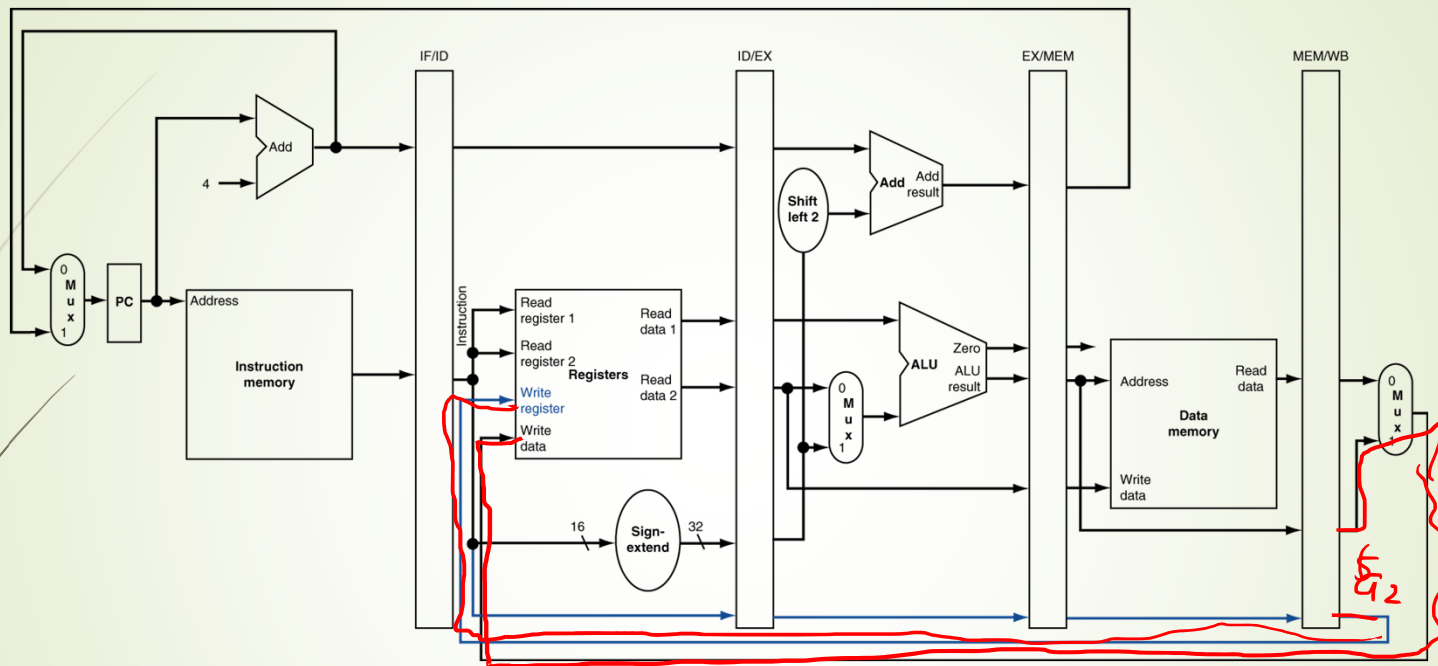 IF/ID
ID/EX
EX/MEM
MEM/WB
Add
4
Add
Add
result
Shift
left 2
0
M
u
x
1
PC
Address
Instruction
memory
Instruction
Read
register 1
Read
register 2
Registers
Write
register
Write
data
Read
data 1
Read
data 2
16
Sign-
extend
32
0
M
u
x
1
Zero
ALU
ALU
result
Address
Read
data
Data
memory
Write
data
0
M
u
x
1